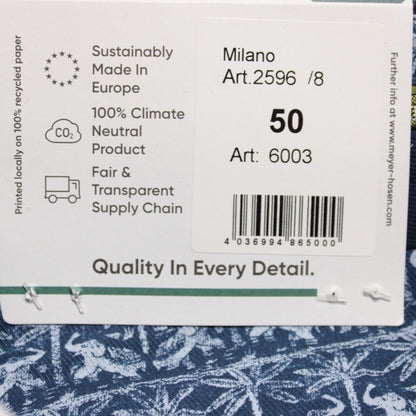 Printed locally on 100% recycled paper
Sustainably
Made In
Europe
CO2
100% Climate
Neutral
Product
Fair &
Transparent
Supply Chain
Milano
Art.2596 /8
50
Art: 6003
4 036994 865000
Quality In Every Detail.
Further info at www.meyer-hosen.com